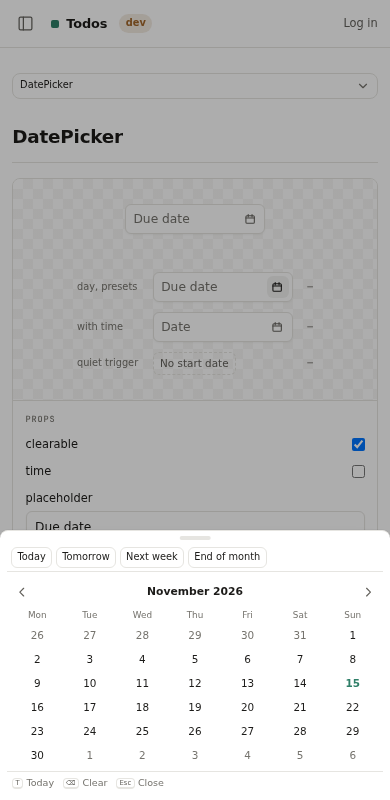 Todos dev Log in
DatePicker
DatePicker
Due date
day, presets Due date –
with time Date –
quiet trigger No start date –
PROPS
clearable
time
placeholder
Due date
Today Tomorrow Next week End of month
November 2026
Mon Tue Wed Thu Fri Sat Sun
26 27 28 29 30 31 1
2 3 4 5 6 7 8
9 10 11 12 13 14 15
16 17 18 19 20 21 22
23 24 25 26 27 28 29
30 1 2 3 4 5 6
T Today ⌫ Clear Esc Close